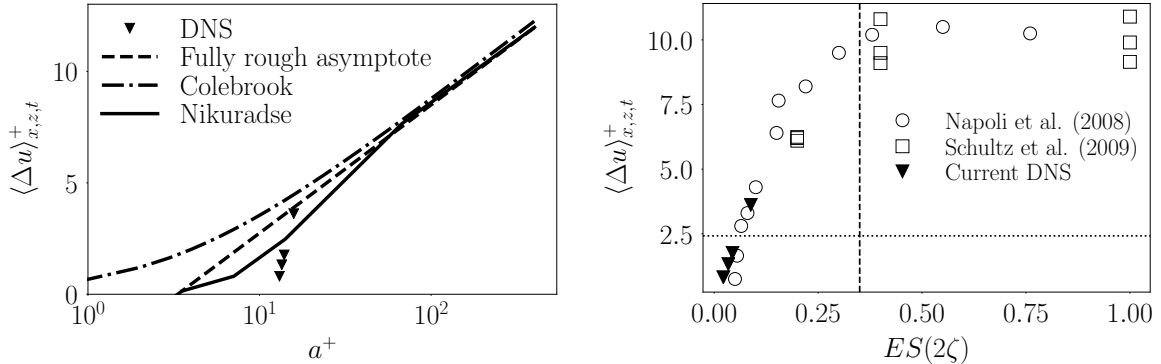 ⟨Δu⟩⁺x,z,t
10
5
0
10⁰
10¹
10²
a⁺
DNS
Fully rough asymptote
Colebrook
Nikuradse
⟨Δu⟩⁺x,z,t
10.0
7.5
5.0
2.5
0.00
0.25
0.50
0.75
1.00
ES(2ζ)
Napoli et al. (2008)
Schultz et al. (2009)
Current DNS